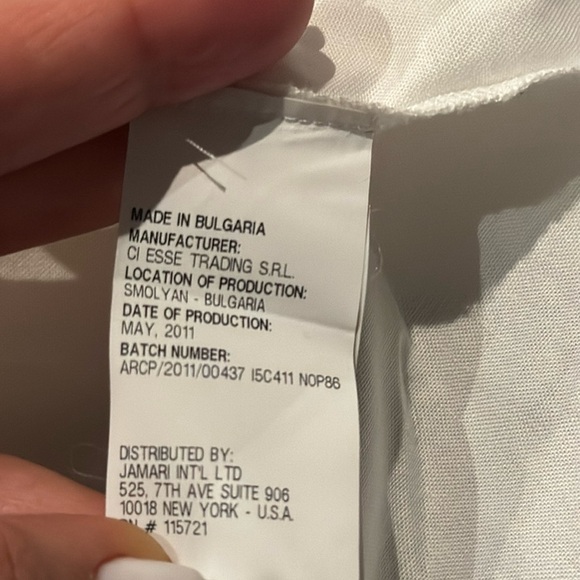 MADE IN BULGARIA
MANUFACTURER:
CI ESSE TRADING S.R.L.
LOCATION OF PRODUCTION:
SMOLYAN - BULGARIA
DATE OF PRODUCTION:
MAY, 2011
BATCH NUMBER:
ARCP/2011/00437 I5C411 N0P86
DISTRIBUTED BY:
JAMARI INT'L LTD
525, 7TH AVE SUITE 906
10018 NEW YORK - U.S.A.
# 115721